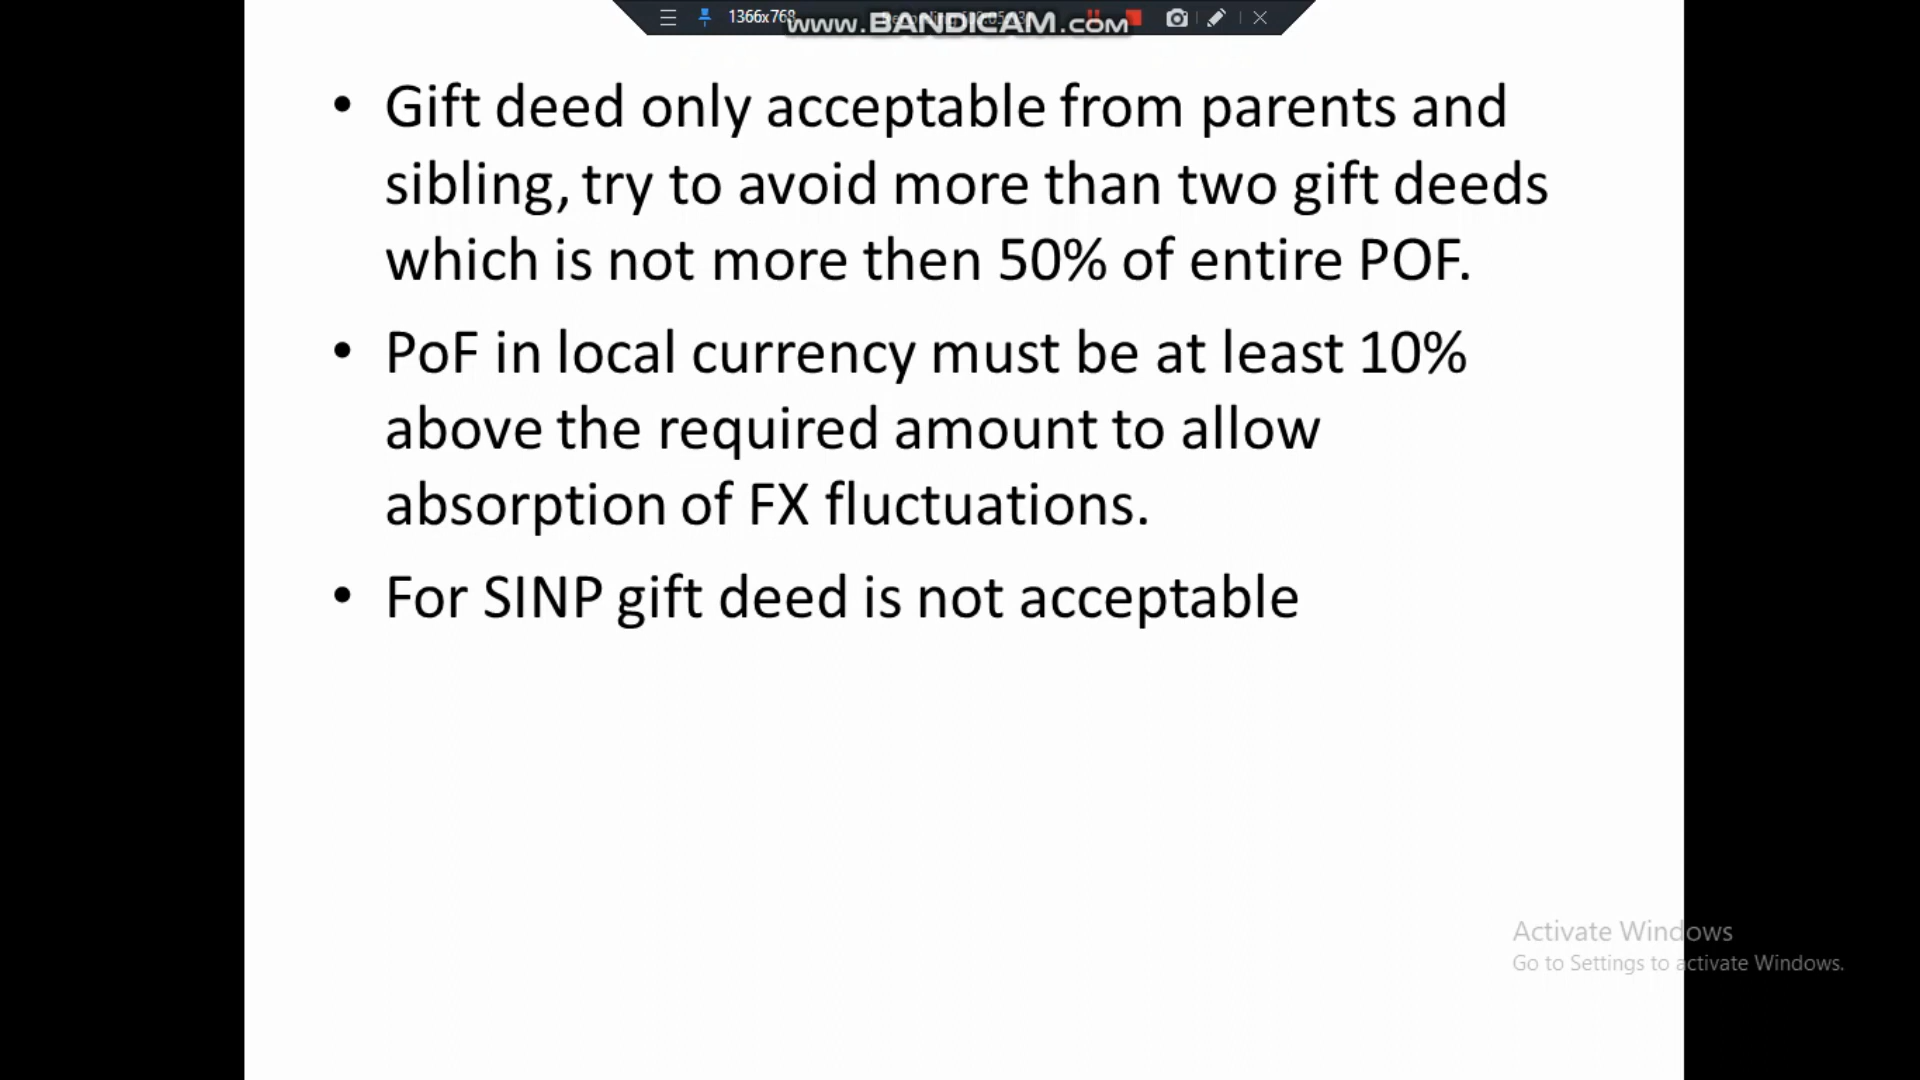 1366x768
www.BANDICAM.com
• Gift deed only acceptable from parents and
sibling, try to avoid more than two gift deeds
which is not more then 50% of entire POF.
• PoF in local currency must be at least 10%
above the required amount to allow
absorption of FX fluctuations.
• For SINP gift deed is not acceptable
Activate Windows
Go to Settings to activate Windows.